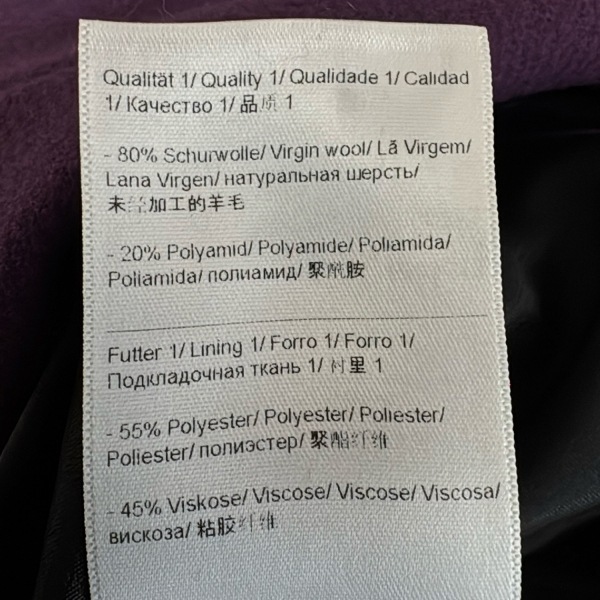 Qualität 1/ Quality 1/ Qualidade 1/ Calidad
1/ Качество 1/ 品质 1
- 80% Schurwolle/ Virgin wool/ Lã Virgem/
Lana Virgen/ натуральная шерсть/
未经加工的羊毛
- 20% Polyamid/ Polyamide/ Poliamida/
Poliamida/ полиамид/ 聚酰胺
Futter 1/ Lining 1/ Forro 1/ Forro 1/
Подкладочная ткань 1/ 衬里 1
- 55% Polyester/ Polyester/ Poliester/
Poliester/ полиэстер/ 聚酯纤维
- 45% Viskose/ Viscose/ Viscose/ Viscosa/
вискоза/ 粘胶纤维